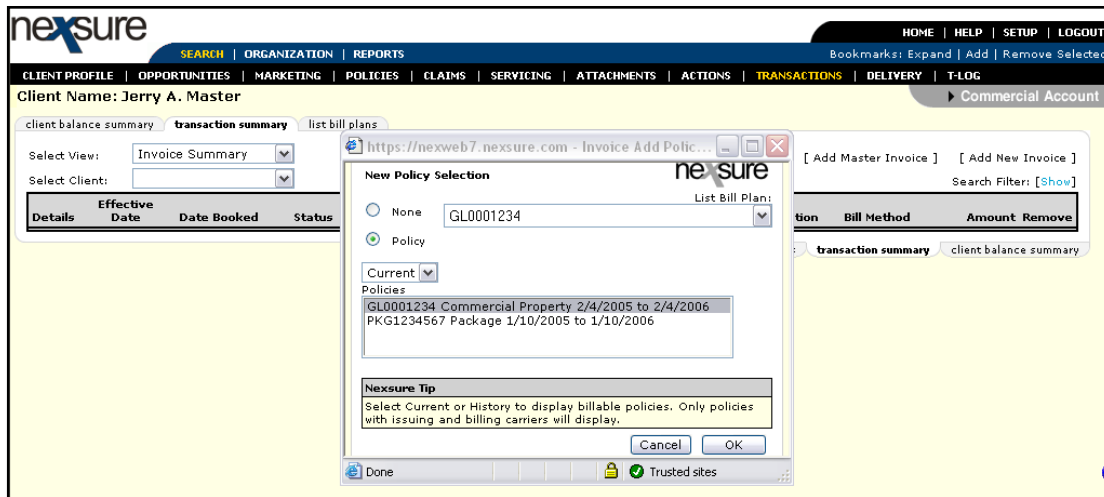 nexsure
HOME | HELP | SETUP | LOGOUT
SEARCH | ORGANIZATION | REPORTS
Bookmarks: Expand | Add | Remove Selected
CLIENT PROFILE | OPPORTUNITIES | MARKETING | POLICIES | CLAIMS | SERVICING | ATTACHMENTS | ACTIONS | TRANSACTIONS | DELIVERY | T-LOG
Client Name: Jerry A. Master
Commercial Account
client balance summary transaction summary list bill plans
Select View: Invoice Summary
[ Add Master Invoice ] [ Add New Invoice ]
Select Client:
Search Filter: [Show]
Details Effective Date Date Booked Status
tion Bill Method Amount Remove
transaction summary client balance summary
https://nexweb7.nexsure.com - Invoice Add Polic...
New Policy Selection
nexsure
List Bill Plan:
None
GL0001234
Policy
Current
Policies
GL0001234 Commercial Property 2/4/2005 to 2/4/2006
PKG1234567 Package 1/10/2005 to 1/10/2006
Nexsure Tip
Select Current or History to display billable policies. Only policies
with issuing and billing carriers will display.
Cancel OK
Done
Trusted sites